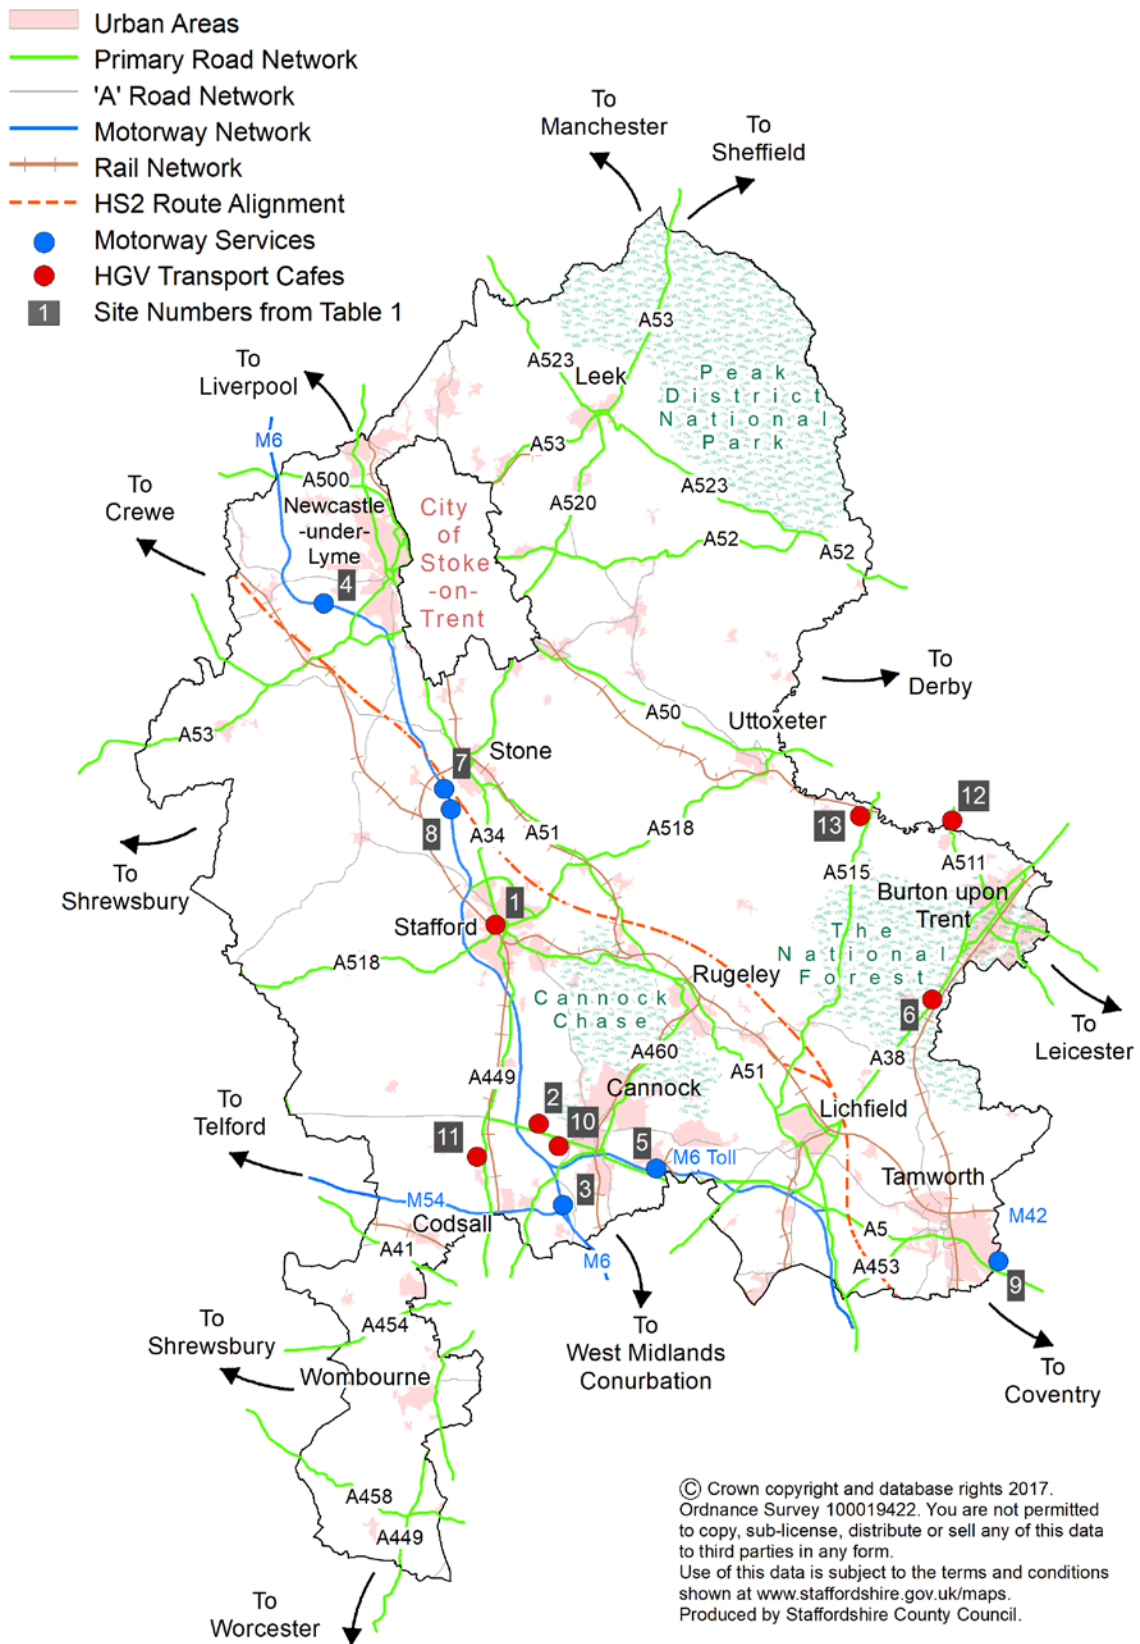 Urban Areas
Primary Road Network
'A' Road Network
Motorway Network
Rail Network
HS2 Route Alignment
Motorway Services
HGV Transport Cafes
1 Site Numbers from Table 1
To
Manchester
To
Sheffield
A53
A523
Leek
Peak
District
National
Park
To
Liverpool
M6
A53
A500
To
Crewe
Newcastle
-under-
Lyme
City
of
Stoke
-on-
Trent
A520
A523
A52
A52
4
To
Derby
A50
Uttoxeter
A53
Stone
7
12
13
8
A34
A51
A518
To
Shrewsbury
A515
A511
Burton upon
Trent
1
Stafford
The
National
Forest
A518
Rugeley
Cannock
Chase
6
To
Leicester
A460
A38
A449
A51
Cannock
2
10
Lichfield
To
Telford
11
5
M6 Toll
Tamworth
3
M54
Codsall
M42
A5
A41
M6
A453
9
To
Shrewsbury
A454
To
West Midlands
Conurbation
Wombourne
To
Coventry
A458
A449
To
Worcester
© Crown copyright and database rights 2017.
Ordnance Survey 100019422. You are not permitted
to copy, sub-license, distribute or sell any of this data
to third parties in any form.
Use of this data is subject to the terms and conditions
shown at www.staffordshire.gov.uk/maps.
Produced by Staffordshire County Council.